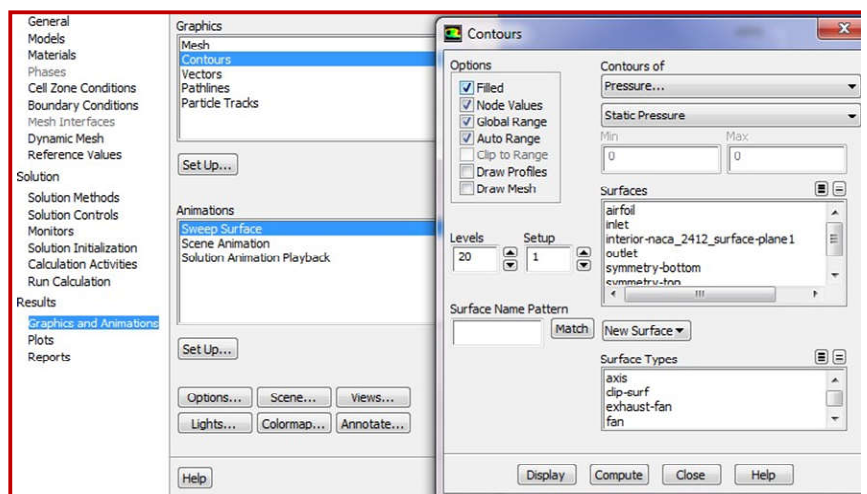 General
Models
Materials
Phases
Cell Zone Conditions
Boundary Conditions
Mesh Interfaces
Dynamic Mesh
Reference Values
Solution
Solution Methods
Solution Controls
Monitors
Solution Initialization
Calculation Activities
Run Calculation
Results
Graphics and Animations
Plots
Reports
Graphics
Mesh
Contours
Vectors
Pathlines
Particle Tracks
Set Up...
Animations
Sweep Surface
Scene Animation
Solution Animation Playback
Set Up...
Options... Scene... Views...
Lights... Colormap... Annotate...
Help
Contours
Options
Filled
Node Values
Global Range
Auto Range
Clip to Range
Draw Profiles
Draw Mesh
Levels Setup
20 1
Surface Name Pattern
Match
Contours of
Pressure...
Static Pressure
Min Max
0 0
Surfaces
airfoil
inlet
interior-naca_2412_surface-plane1
outlet
symmetry-bottom
symmetry-top
New Surface
Surface Types
axis
clip-surf
exhaust-fan
fan
Display Compute Close Help